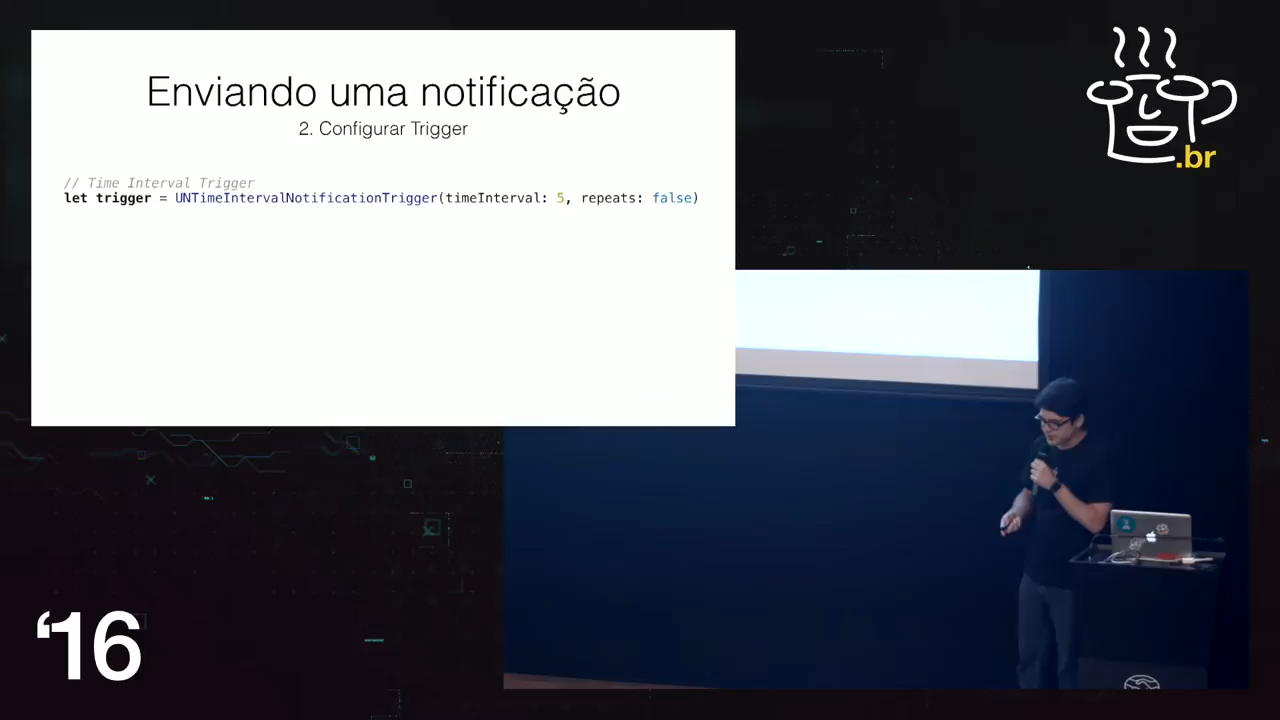 Enviando uma notificação
2. Configurar Trigger
// Time Interval Trigger
let trigger = UNTimeIntervalNotificationTrigger(timeInterval: 5, repeats: false)
.br
‘16